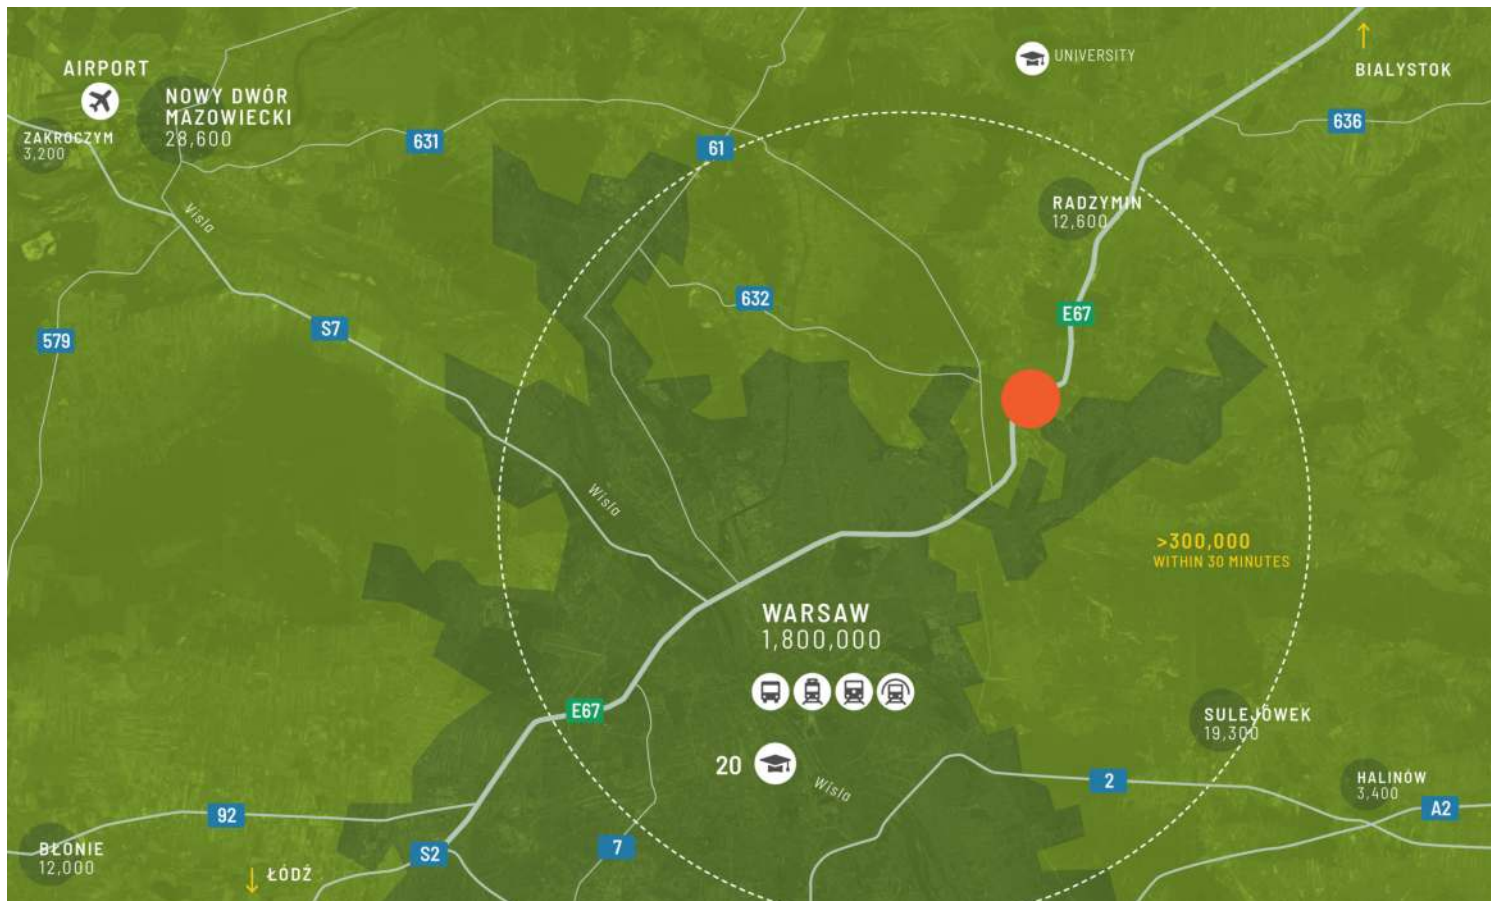 AIRPORT
NOWY DWÓR
MAZOWIECKI
28,600
ZAKROCZYM
3,200
UNIVERSITY
BIALYSTOK
636
631
61
RADZYMIN
12,600
Visla
632
E67
S7
579
Wisla
>300,000
WITHIN 30 MINUTES
WARSAW
1,800,000
E67
SULEJÓWEK
19,300
20
Wisla
2
HALINÓW
3,400
A2
92
S2
7
BŁONIE
12,000
ŁÓDŹ